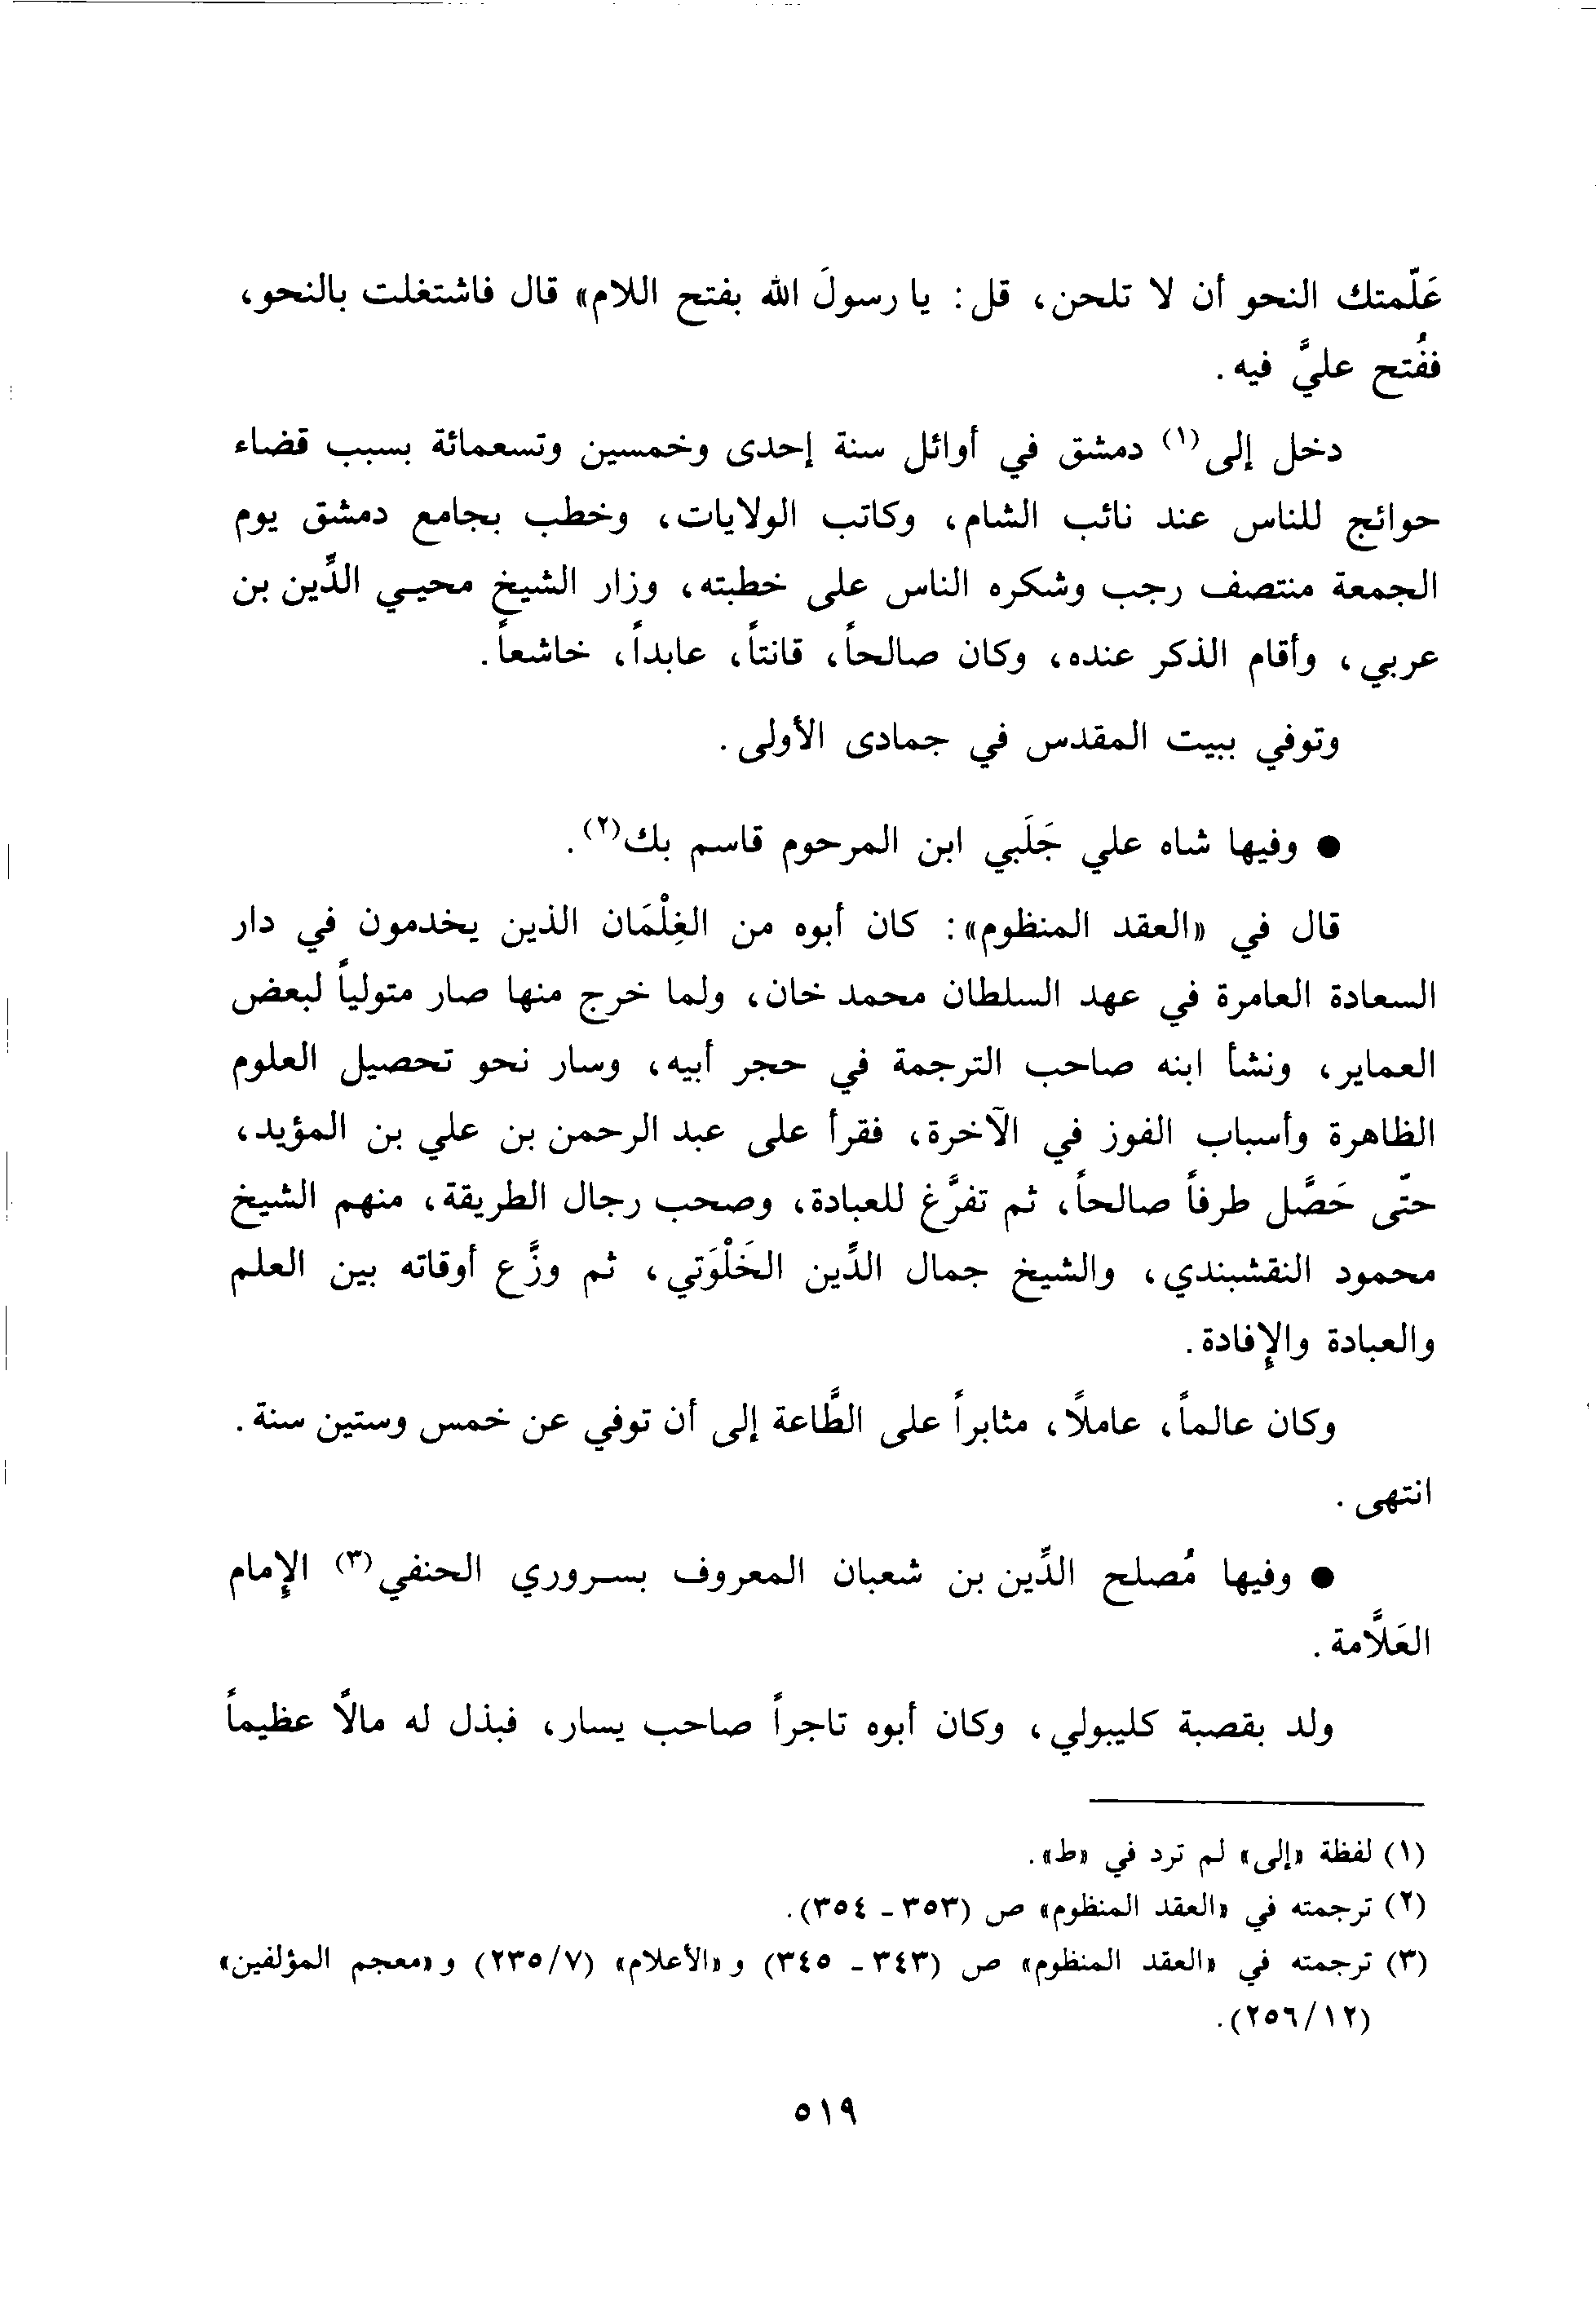 عَلّمتك النحو أن لا تلحن، قل: يا رسولَ الله بفتح اللام» قال فاشتغلت بالنحو،
ففُتح عليَّ فيه.
دخل إلى(١) دمشق في أوائل سنة إحدى وخمسين وتسعمائة بسبب قضاء
حوائج للناس عند نائب الشام، وكاتب الولايات، وخطب بجامع دمشق يوم
الجمعة منتصف رجب وشكره الناس على خطبته، وزار الشيخ محيـي الدِّين بن
عربي، وأقام الذكر عنده، وكان صالحاً، قانتاً، عابداً، خاشعاً.
وتوفي ببيت المقدس في جمادى الأولى.
● وفيها شاه علي جَلَبي ابن المرحوم قاسم بك(٢).
قال في «العقد المنظوم»: كان أبوه من الغِلْمَان الذين يخدمون في دار
السعادة العامرة في عهد السلطان محمد خان، ولما خرج منها صار متولياً لبعض
العماير، ونشأ ابنه صاحب الترجمة في حجر أبيه، وسار نحو تحصيل العلوم
الظاهرة وأسباب الفوز في الآخرة، فقرأ على عبد الرحمن بن علي بن المؤيد،
حتّى حَصَّل طرفاً صالحاً، ثم تفرَّغ للعبادة، وصحب رجال الطريقة، منهم الشيخ
محمود النقشبندي، والشيخ جمال الدِّين الخَلْوَتي، ثم وزَّع أوقاته بين العلم
والعبادة والإفادة.
وكان عالماً، عاملًا، مثابراً على الطَّاعة إلى أن توفي عن خمس وستين سنة.
انتهى.
● وفيها مُصلح الدِّين بن شعبان المعروف بسـروري الحنفي(٣) الإمام
العَلاَّمة.
ولد بقصبة كليبولي، وكان أبوه تاجراً صاحب يسار، فبذل له مالًا عظيماً
(١) لفظة «إلى» لم ترد في «ط».
(٢) ترجمته في «العقد المنظوم» ص (٣٥٣ - ٣٥٤).
(٣) ترجمته في «العقد المنظوم» ص (٣٤٣ - ٣٤٥) و «الأعلام» (٢٣٥/٧) و «معجم المؤلفين»
(٢٥٦/١٢).
٥١٩